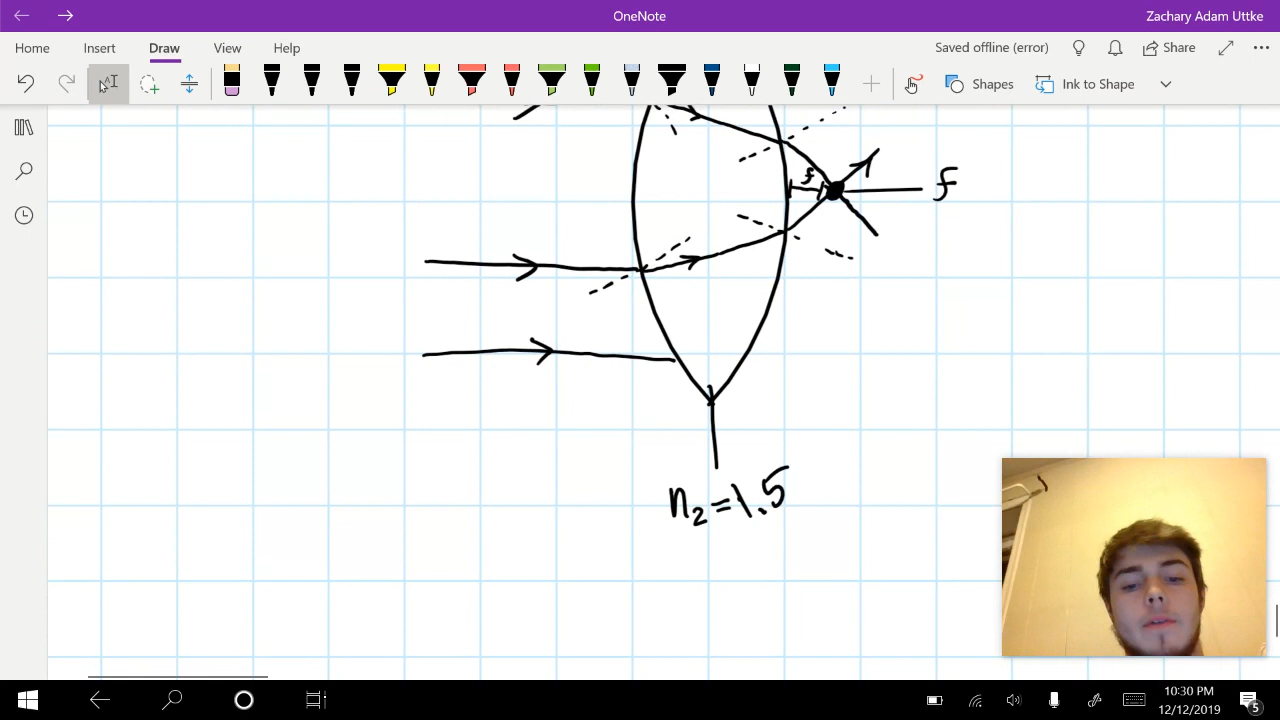 OneNote
Zachary Adam Uttke
Home Insert Draw View Help
Saved offline (error)
Share
Shapes
Ink to Shape
f
f
n₂=1.5
10:30 PM
12/12/2019
5